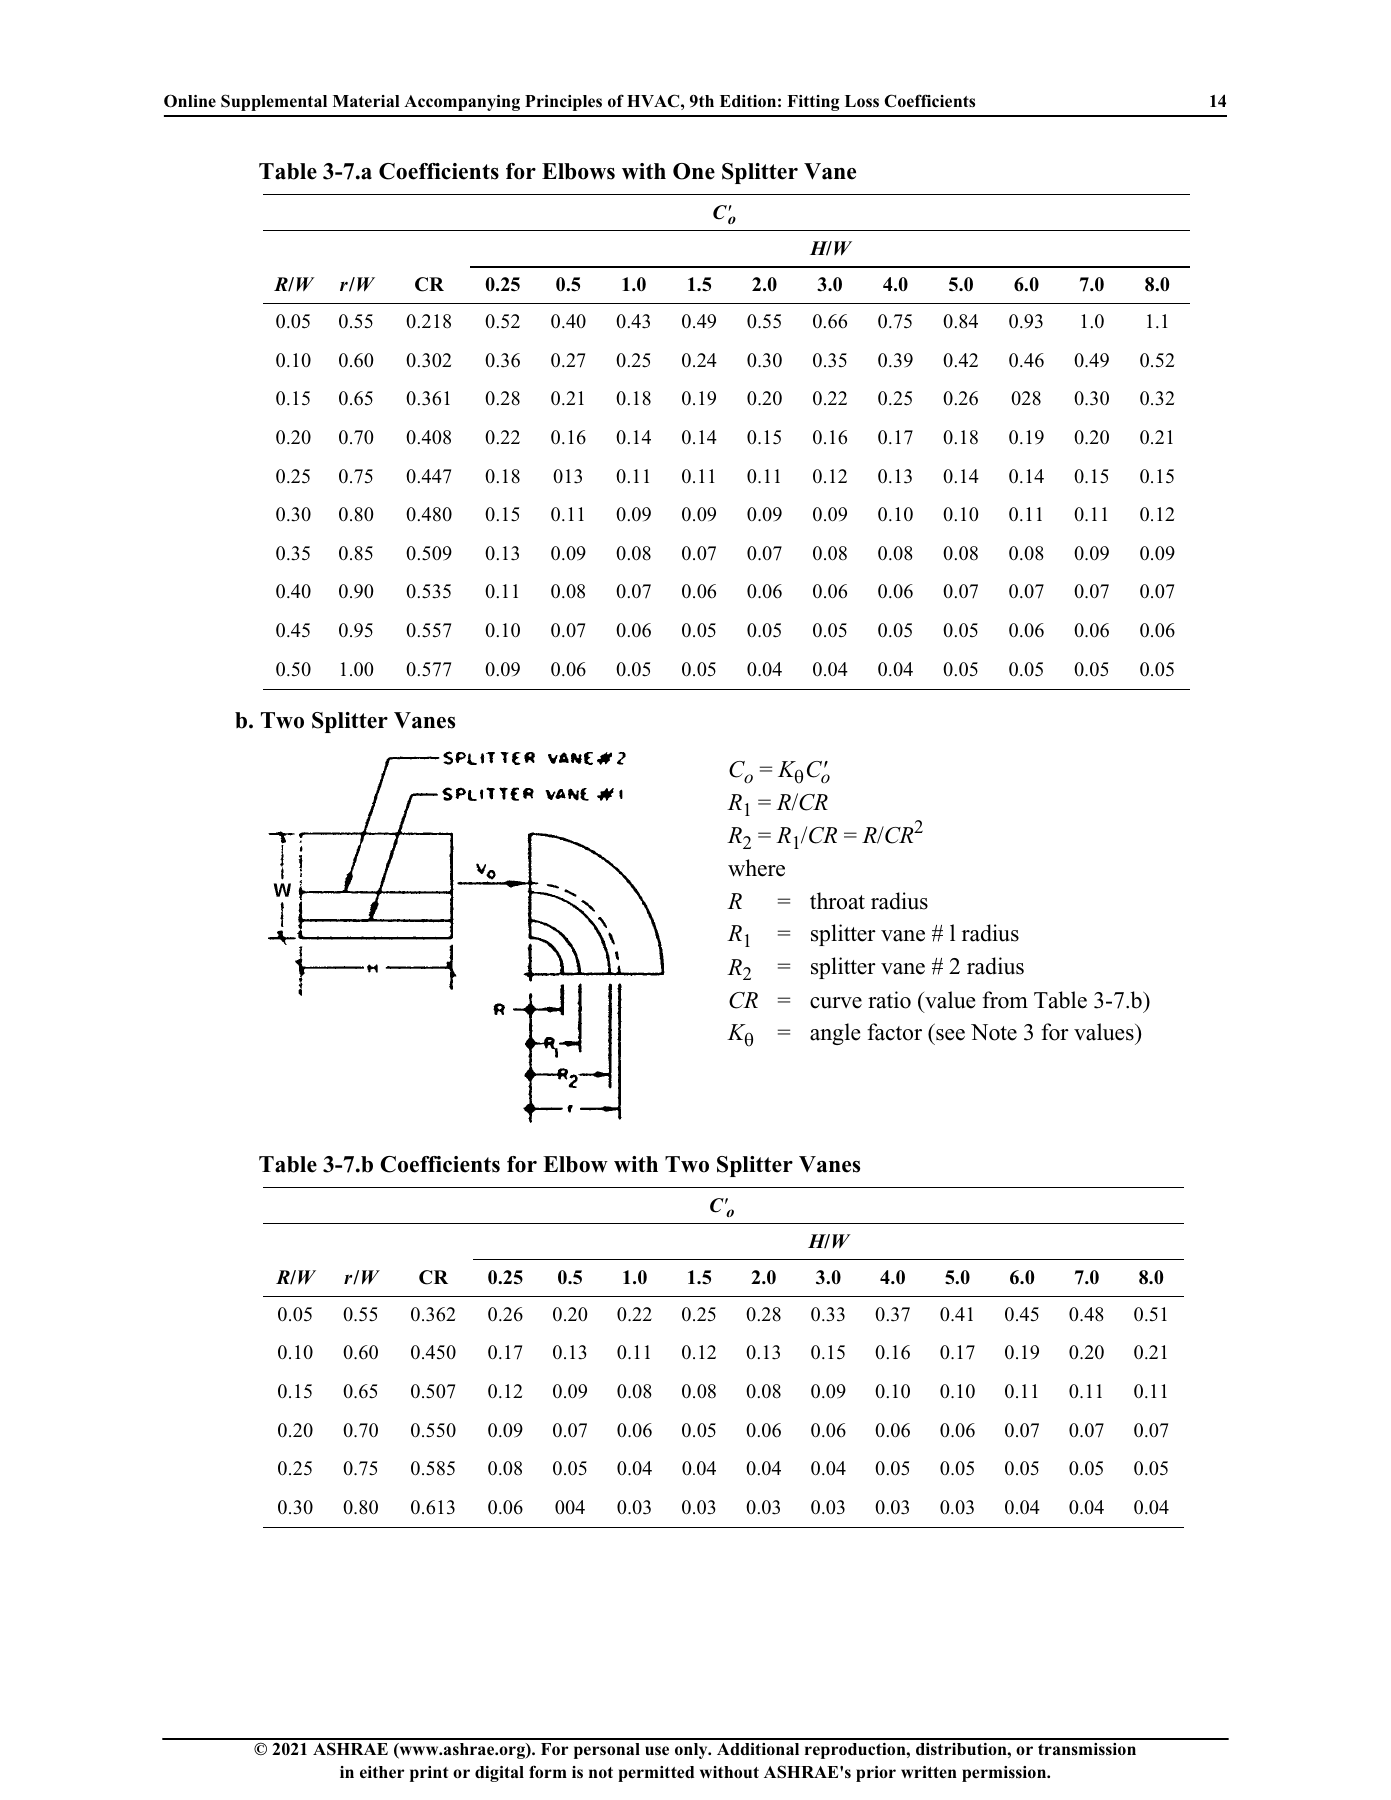 Online Supplemental Material Accompanying Principles of HVAC, 9th Edition: Fitting Loss Coefficients 14
Table 3-7.a Coefficients for Elbows with One Splitter Vane
C′o
H/W
R/W r/W CR 0.25 0.5 1.0 1.5 2.0 3.0 4.0 5.0 6.0 7.0 8.0
0.05 0.55 0.218 0.52 0.40 0.43 0.49 0.55 0.66 0.75 0.84 0.93 1.0 1.1
0.10 0.60 0.302 0.36 0.27 0.25 0.24 0.30 0.35 0.39 0.42 0.46 0.49 0.52
0.15 0.65 0.361 0.28 0.21 0.18 0.19 0.20 0.22 0.25 0.26 028 0.30 0.32
0.20 0.70 0.408 0.22 0.16 0.14 0.14 0.15 0.16 0.17 0.18 0.19 0.20 0.21
0.25 0.75 0.447 0.18 013 0.11 0.11 0.11 0.12 0.13 0.14 0.14 0.15 0.15
0.30 0.80 0.480 0.15 0.11 0.09 0.09 0.09 0.09 0.10 0.10 0.11 0.11 0.12
0.35 0.85 0.509 0.13 0.09 0.08 0.07 0.07 0.08 0.08 0.08 0.08 0.09 0.09
0.40 0.90 0.535 0.11 0.08 0.07 0.06 0.06 0.06 0.06 0.07 0.07 0.07 0.07
0.45 0.95 0.557 0.10 0.07 0.06 0.05 0.05 0.05 0.05 0.05 0.06 0.06 0.06
0.50 1.00 0.577 0.09 0.06 0.05 0.05 0.04 0.04 0.04 0.05 0.05 0.05 0.05
b. Two Splitter Vanes
SPLITTER VANE #2
SPLITTER VANE #1
W
H
Vo
R
R1
R2
r
Co = KθC′o
R1 = R/CR
R2 = R1/CR = R/CR2
where
R = throat radius
R1 = splitter vane # l radius
R2 = splitter vane # 2 radius
CR = curve ratio (value from Table 3-7.b)
Kθ = angle factor (see Note 3 for values)
Table 3-7.b Coefficients for Elbow with Two Splitter Vanes
C′o
H/W
R/W r/W CR 0.25 0.5 1.0 1.5 2.0 3.0 4.0 5.0 6.0 7.0 8.0
0.05 0.55 0.362 0.26 0.20 0.22 0.25 0.28 0.33 0.37 0.41 0.45 0.48 0.51
0.10 0.60 0.450 0.17 0.13 0.11 0.12 0.13 0.15 0.16 0.17 0.19 0.20 0.21
0.15 0.65 0.507 0.12 0.09 0.08 0.08 0.08 0.09 0.10 0.10 0.11 0.11 0.11
0.20 0.70 0.550 0.09 0.07 0.06 0.05 0.06 0.06 0.06 0.06 0.07 0.07 0.07
0.25 0.75 0.585 0.08 0.05 0.04 0.04 0.04 0.04 0.05 0.05 0.05 0.05 0.05
0.30 0.80 0.613 0.06 004 0.03 0.03 0.03 0.03 0.03 0.03 0.04 0.04 0.04
© 2021 ASHRAE (www.ashrae.org). For personal use only. Additional reproduction, distribution, or transmission
in either print or digital form is not permitted without ASHRAE's prior written permission.